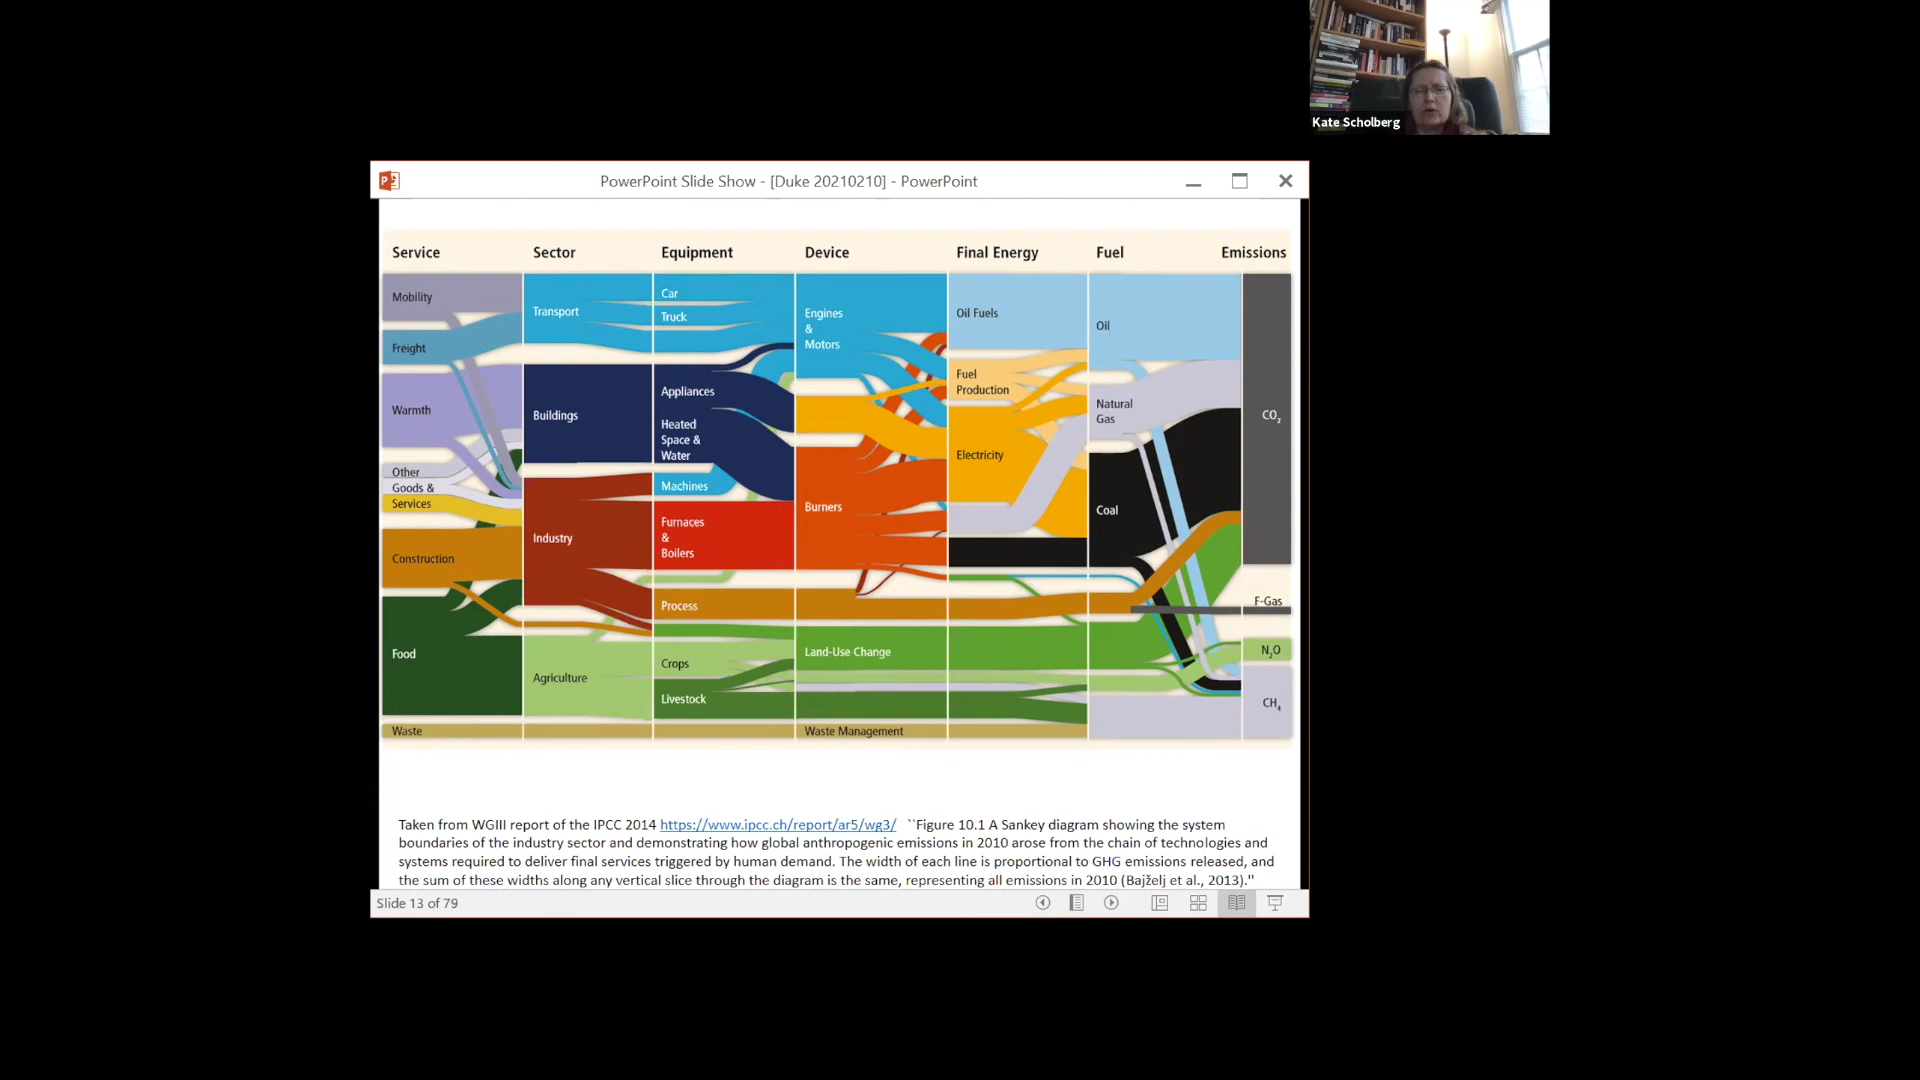 Kate Scholberg
PowerPoint Slide Show - [Duke 20210210] - PowerPoint
Service
Sector
Equipment
Device
Final Energy
Fuel
Emissions
Mobility
Freight
Warmth
Other
Goods &
Services
Construction
Food
Waste
Transport
Buildings
Industry
Agriculture
Car
Truck
Appliances
Heated
Space &
Water
Machines
Furnaces
&
Boilers
Process
Crops
Livestock
Engines
&
Motors
Burners
Land-Use Change
Waste Management
Oil Fuels
Fuel
Production
Electricity
Oil
Natural
Gas
Coal
CO2
F-Gas
N2O
CH4
Taken from WGIII report of the IPCC 2014 https://www.ipcc.ch/report/ar5/wg3/ ``Figure 10.1 A Sankey diagram showing the system
boundaries of the industry sector and demonstrating how global anthropogenic emissions in 2010 arose from the chain of technologies and
systems required to deliver final services triggered by human demand. The width of each line is proportional to GHG emissions released, and
the sum of these widths along any vertical slice through the diagram is the same, representing all emissions in 2010 (Bajželj et al., 2013)."
Slide 13 of 79